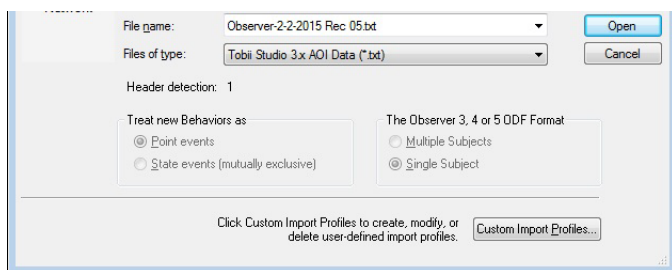 File name: Observer-2-2-2015 Rec 05.txt Open
Files of type: Tobii Studio 3.x AOI Data (*.txt) Cancel
Header detection: 1
Treat new Behaviors as
Point events
State events (mutually exclusive)
The Observer 3, 4 or 5 ODF Format
Multiple Subjects
Single Subject
Click Custom Import Profiles to create, modify, or
delete user-defined import profiles.
Custom Import Profiles...